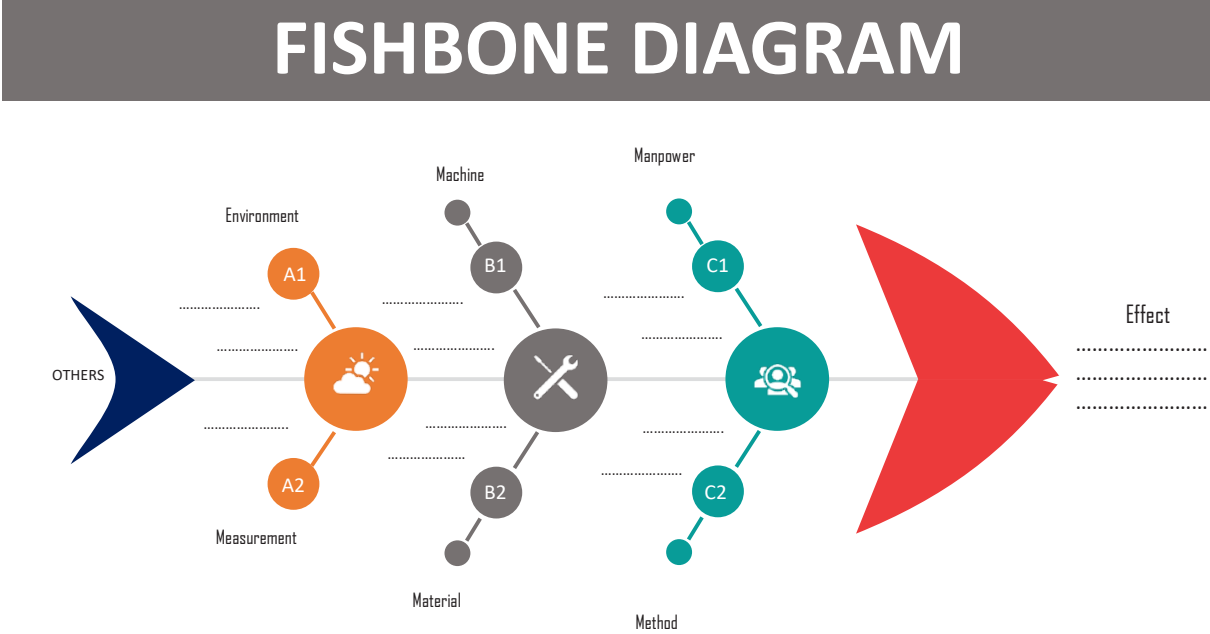 FISHBONE DIAGRAM
Manpower
Machine
Environment
A1
B1
C1
.....................
.....................
.....................
.....................
.....................
.....................
Effect
........................
........................
........................
OTHERS
......................
.....................
.....................
....................
.....................
A2
B2
C2
Measurement
Material
Method